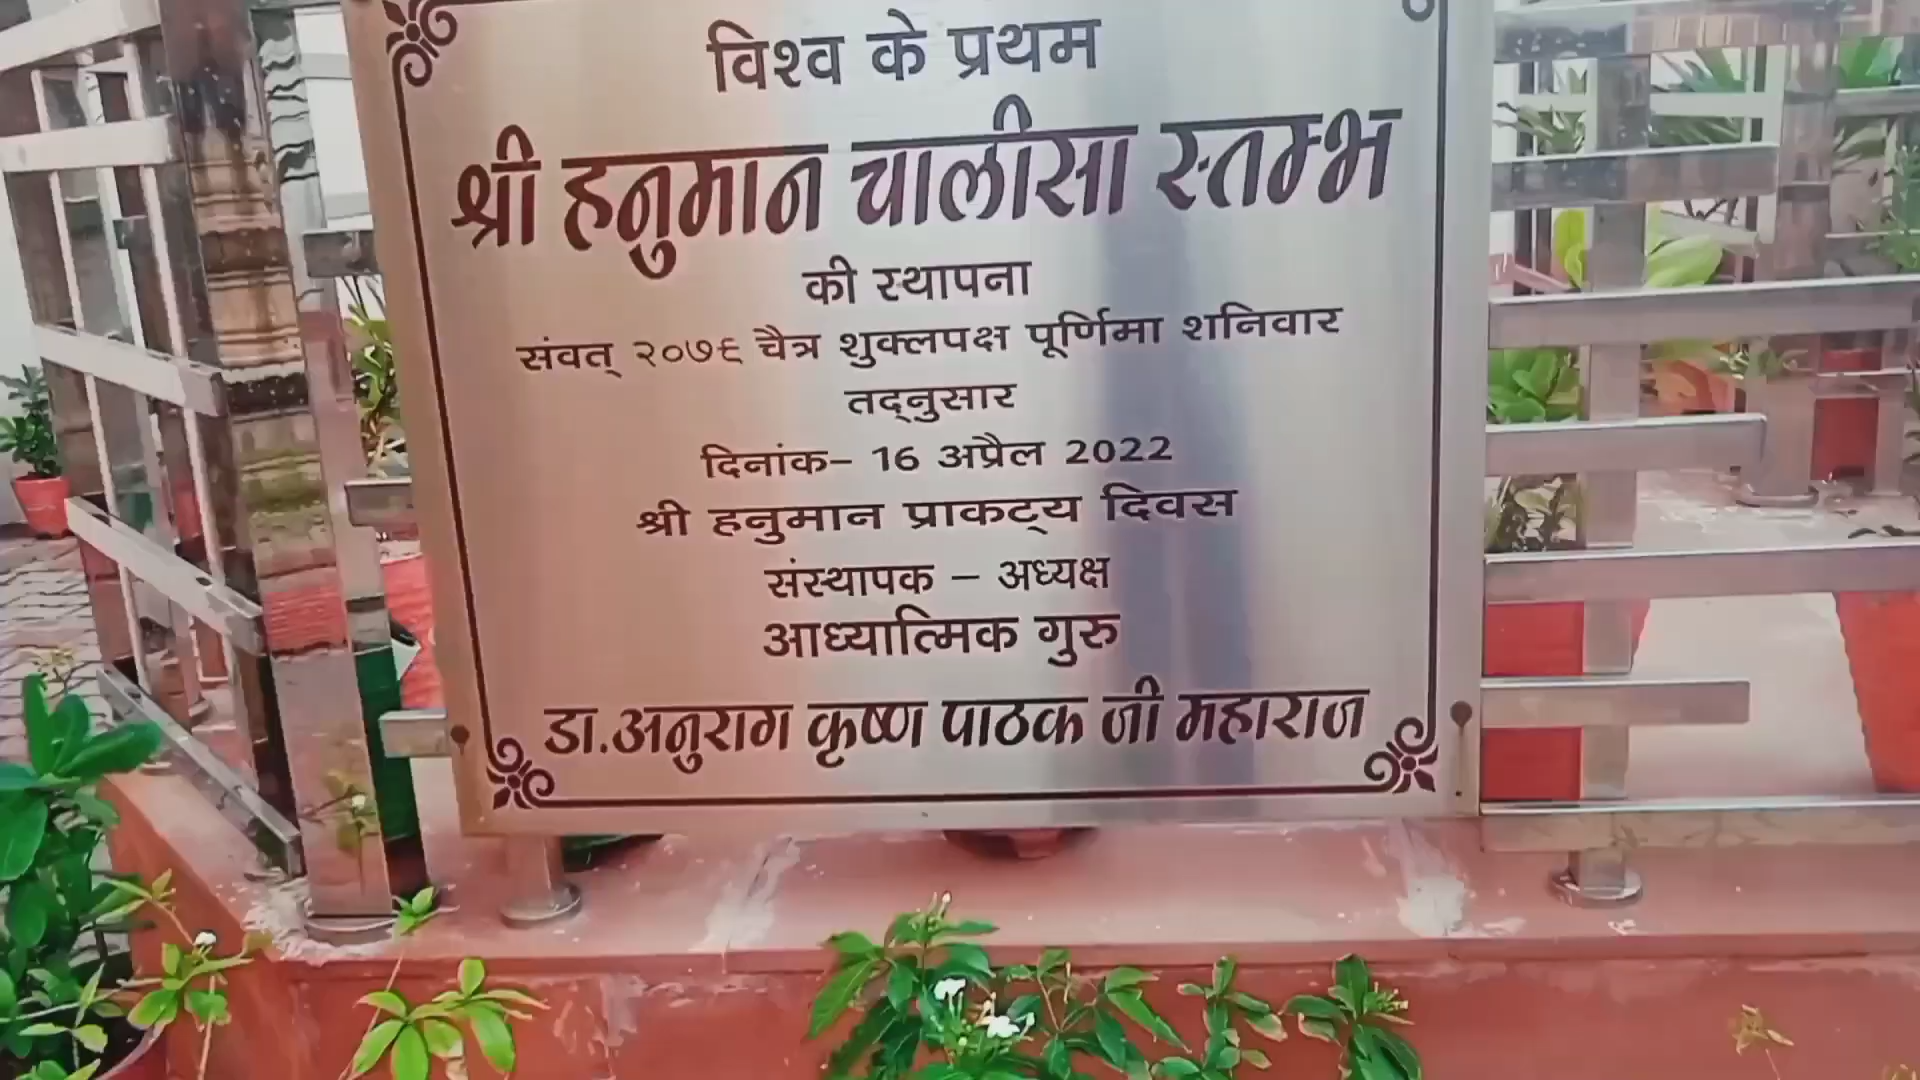 विश्व के प्रथम
श्री हनुमान चालीसा स्तम्भ
की स्थापना
संवत् २०७६ चैत्र शुक्लपक्ष पूर्णिमा शनिवार
तद्नुसार
दिनांक– 16 अप्रैल 2022
श्री हनुमान प्राकट्य दिवस
संस्थापक – अध्यक्ष
आध्यात्मिक गुरु
डा.अनुराग कृष्ण पाठक जी महाराज